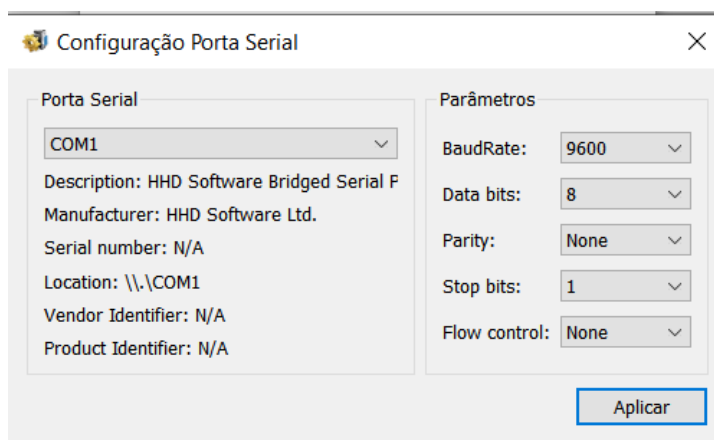 Configuração Porta Serial
Porta Serial
COM1
Description: HHD Software Bridged Serial P
Manufacturer: HHD Software Ltd.
Serial number: N/A
Location: \\.\COM1
Vendor Identifier: N/A
Product Identifier: N/A
Parâmetros
BaudRate: 9600
Data bits: 8
Parity: None
Stop bits: 1
Flow control: None
Aplicar